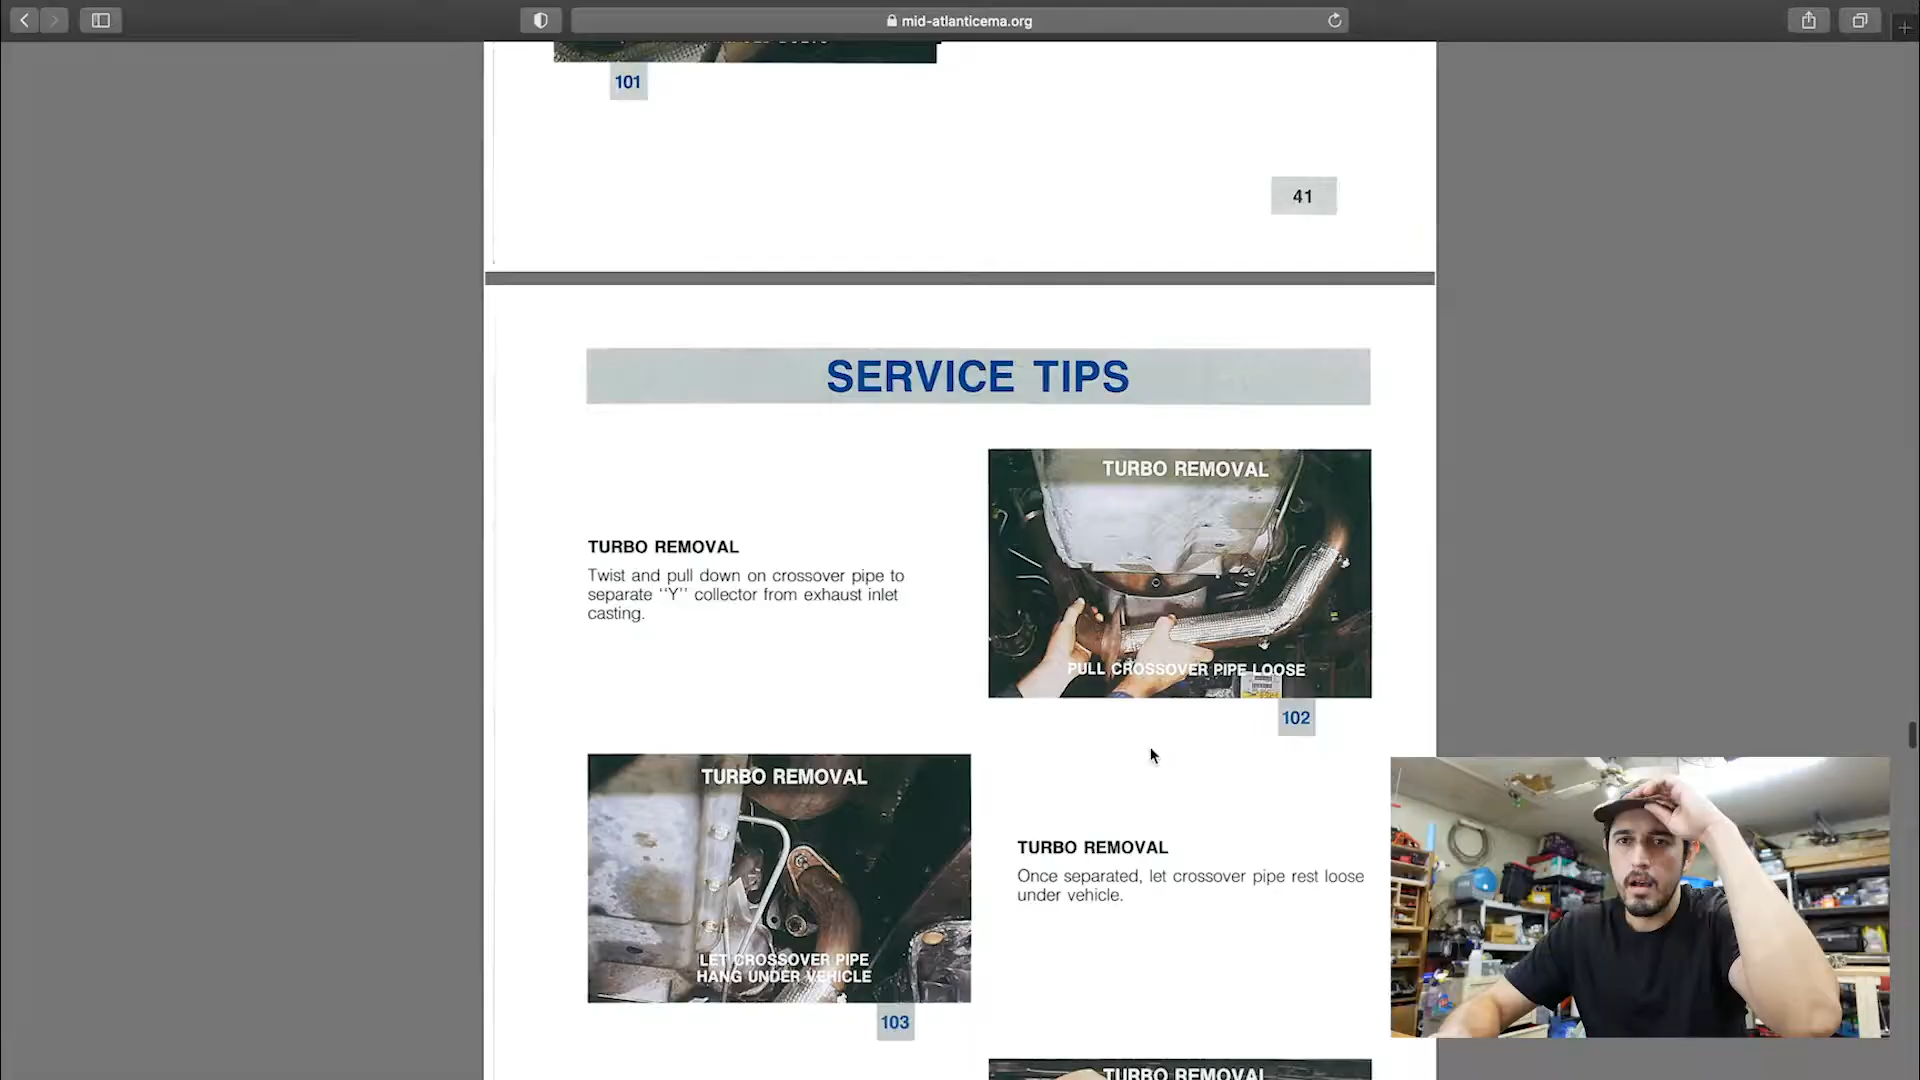 mid-atlanticema.org
101
41
SERVICE TIPS
TURBO REMOVAL
Twist and pull down on crossover pipe to
separate "Y" collector from exhaust inlet
casting.
TURBO REMOVAL
PULL CROSSOVER PIPE LOOSE
102
TURBO REMOVAL
LET CROSSOVER PIPE
HANG UNDER VEHICLE
103
TURBO REMOVAL
Once separated, let crossover pipe rest loose
under vehicle.
TURBO REMOVAL